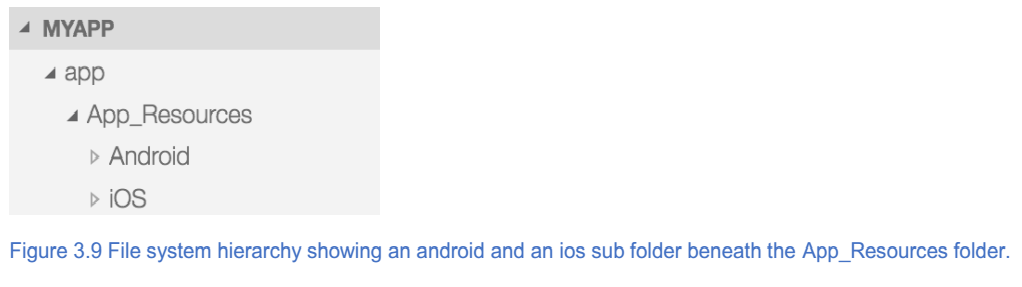 MYAPP
app
App_Resources
Android
iOS
Figure 3.9 File system hierarchy showing an android and an ios sub folder beneath the App_Resources folder.